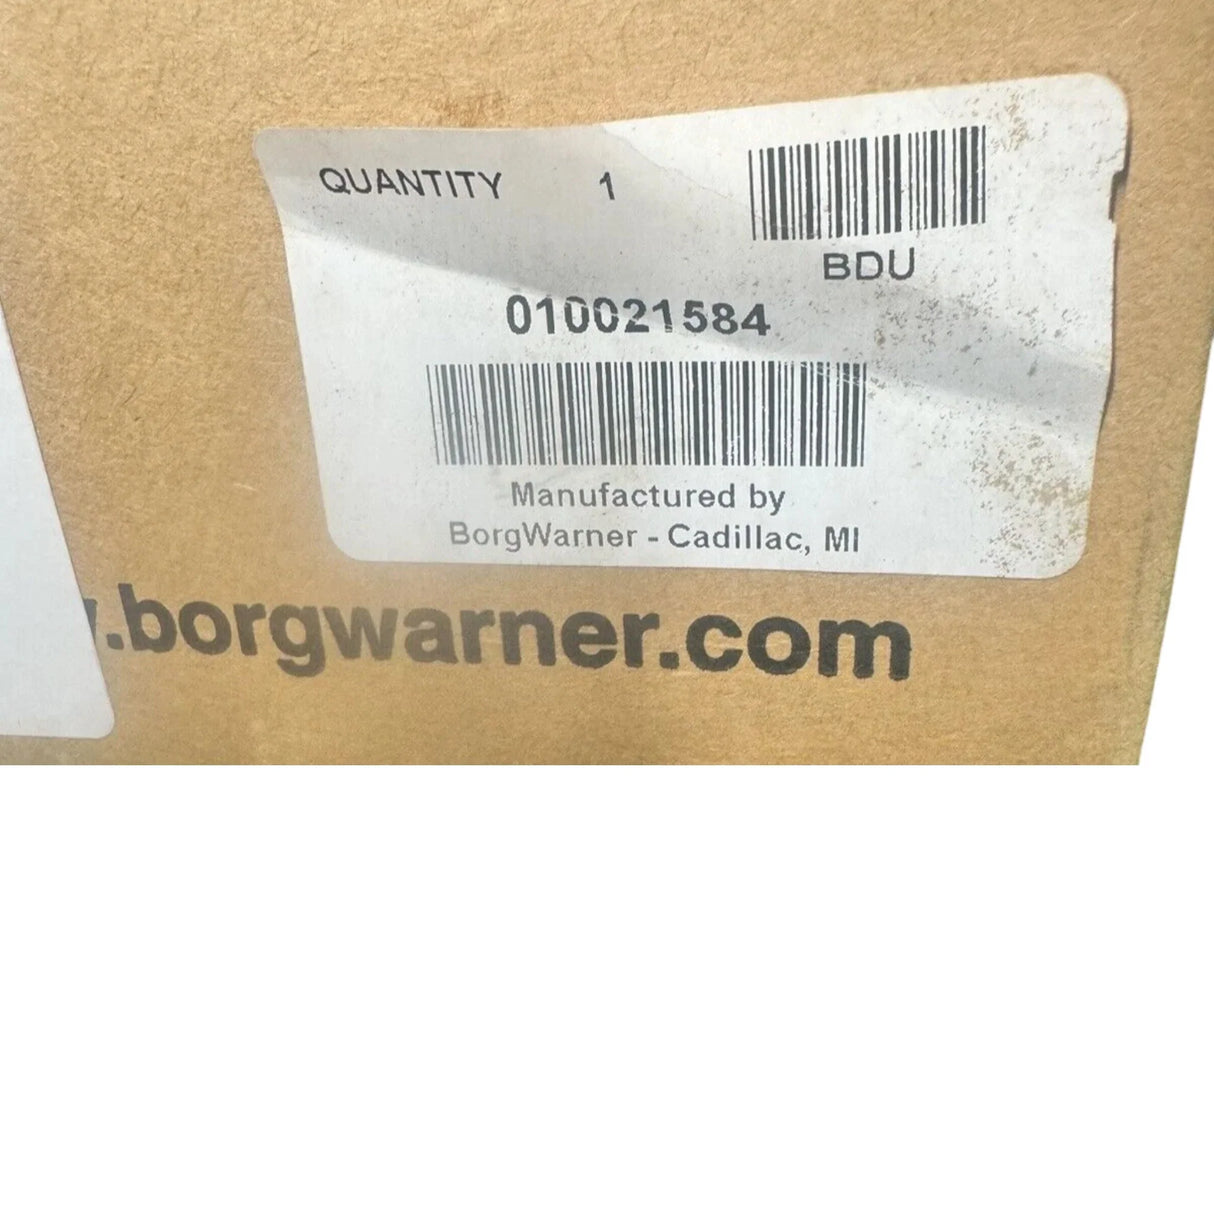 QUANTITY 1
BDU
010021584
Manufactured by
BorgWarner - Cadillac, MI
.borgwarner.com